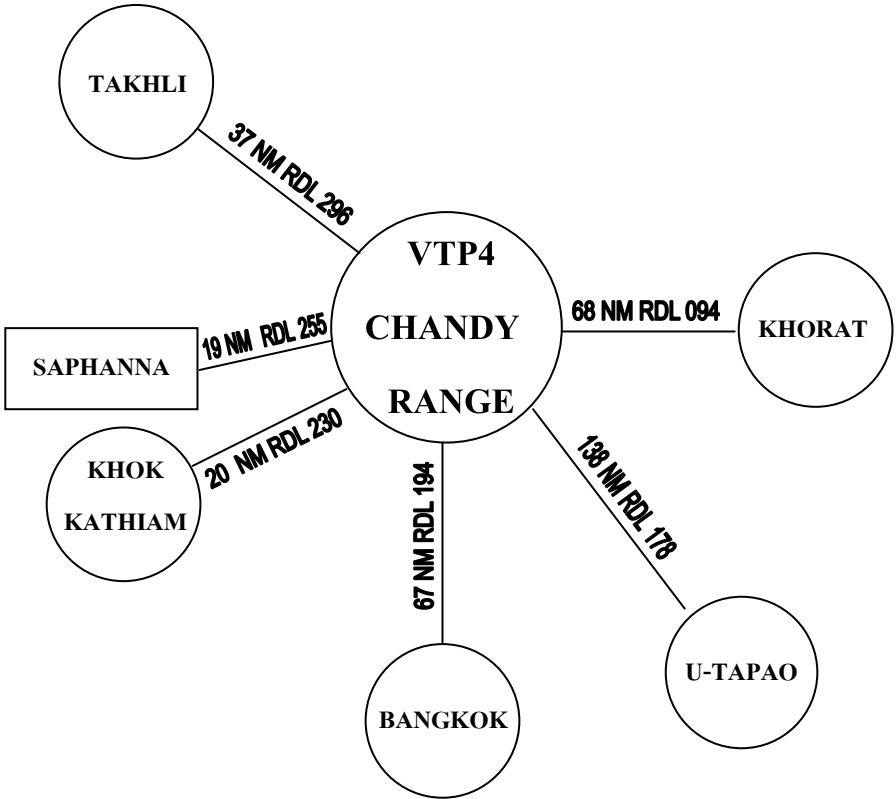 TAKHLI
37 NM RDL 296
VTP4
CHANDY
RANGE
68 NM RDL 094
KHORAT
19 NM RDL 255
SAPHANNA
20 NM RDL 230
KHOK
KATHIAM
67 NM RDL 194
138 NM RDL 178
U-TAPAO
BANGKOK